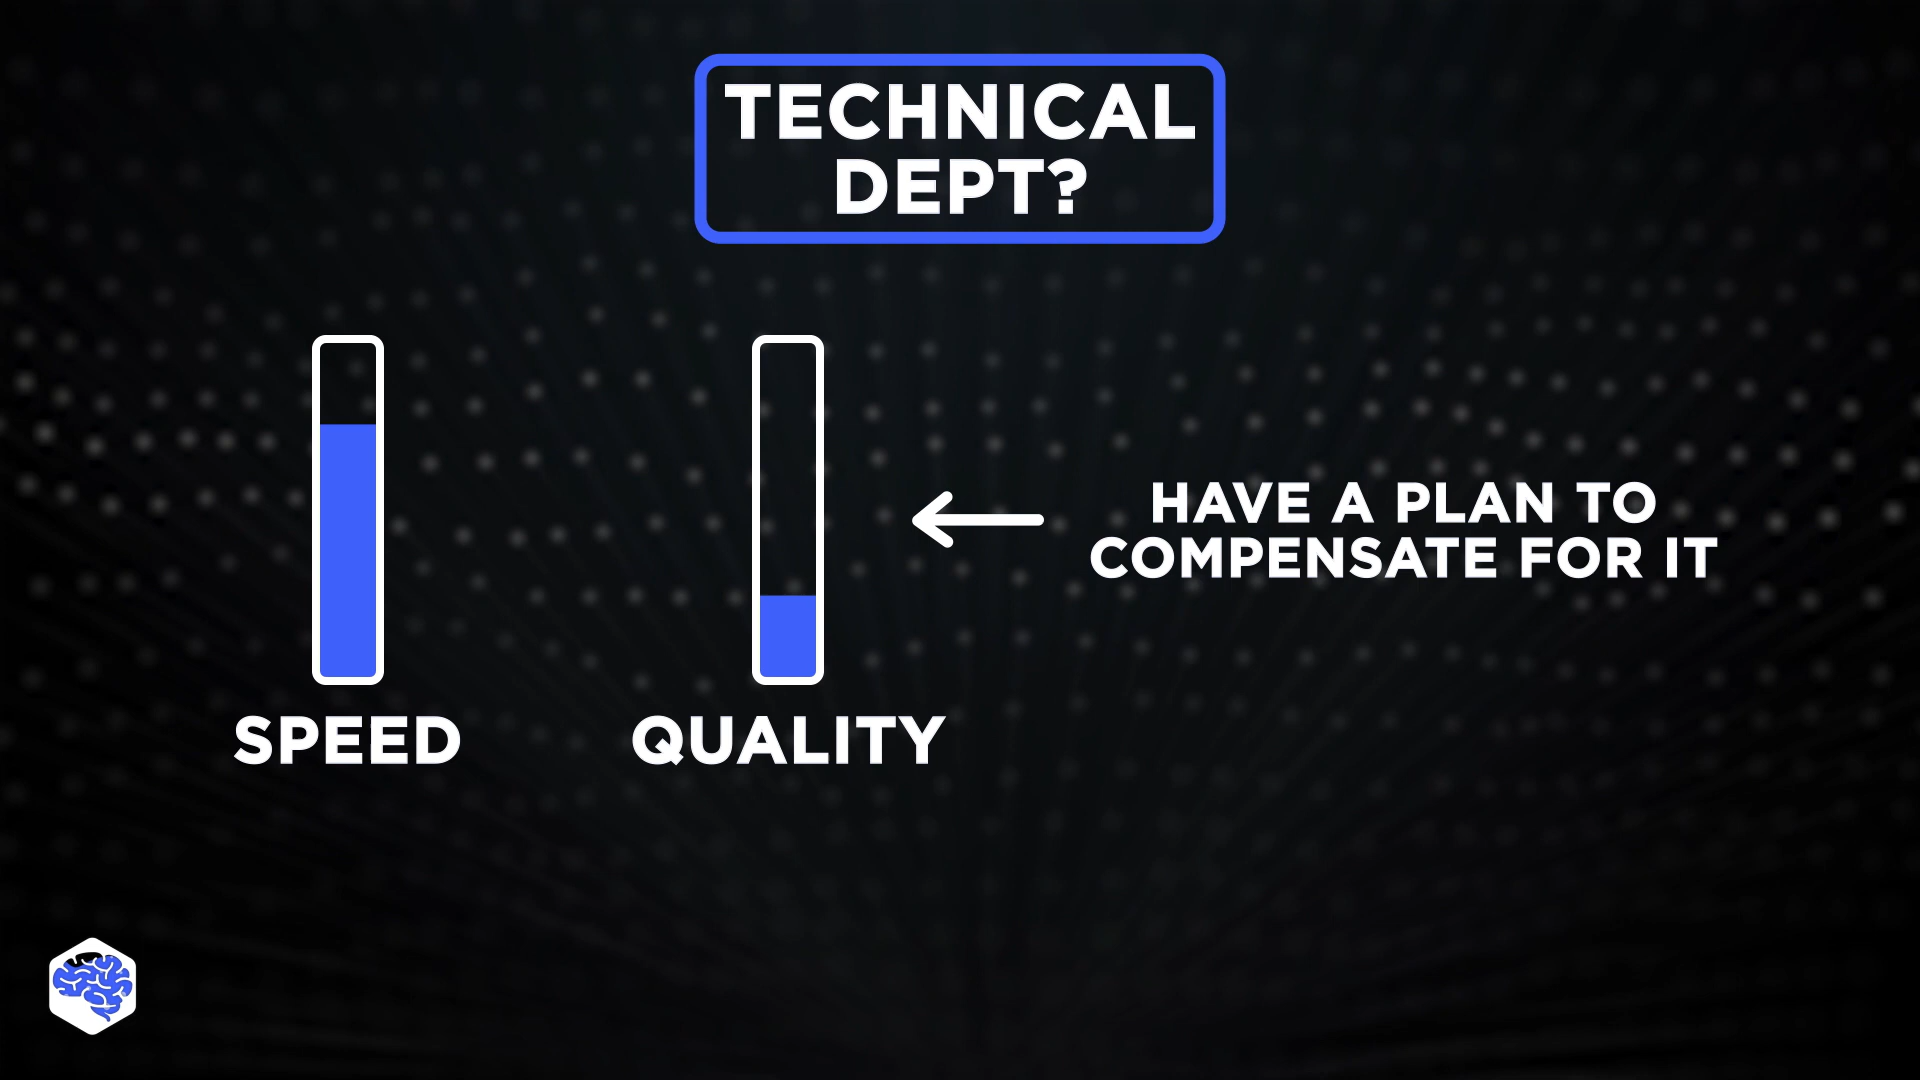 TECHNICAL
DEPT?
HAVE A PLAN TO
COMPENSATE FOR IT
SPEED
QUALITY